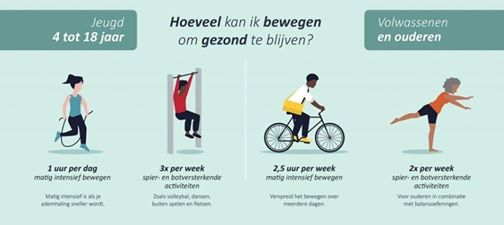 Jeugd
4 tot 18 jaar
Hoeveel kan ik bewegen
om gezond te blijven?
Volwassenen
en ouderen
1 uur per dag
matig intensief bewegen
Matig intensief is als je
ademhaling sneller wordt.
3x per week
spier- en botversterkende
activiteiten
Zoals volleybal, dansen,
buiten spelen en fietsen.
2,5 uur per week
matig intensief bewegen
Verspreid het bewegen over
meerdere dagen.
2x per week
spier- en botversterkende
activiteiten
Voor ouderen in combinatie
met balansoefeningen.